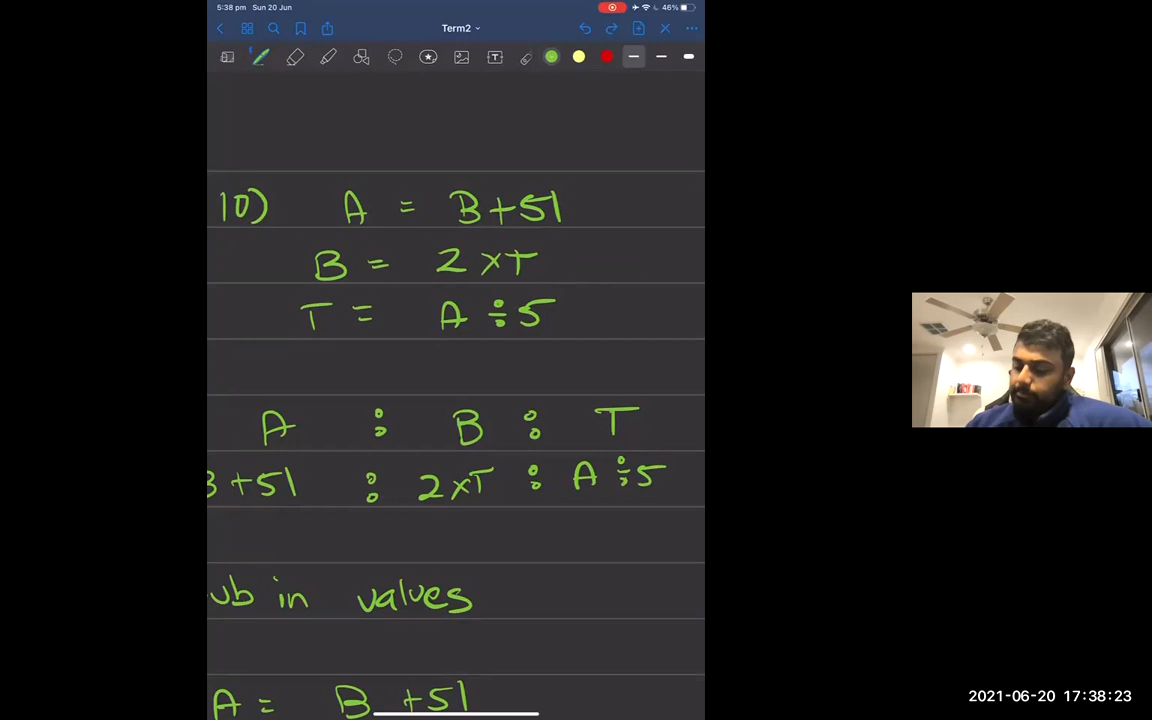 5:38 pm Sun 20 Jun
46%
Term2
10) A = B+51
B = 2 ×T
T = A ÷ 5
A : B : T
B +51 : 2 ×T : A ÷5
ub in values
A = B +51
2021-06-20 17:38:23